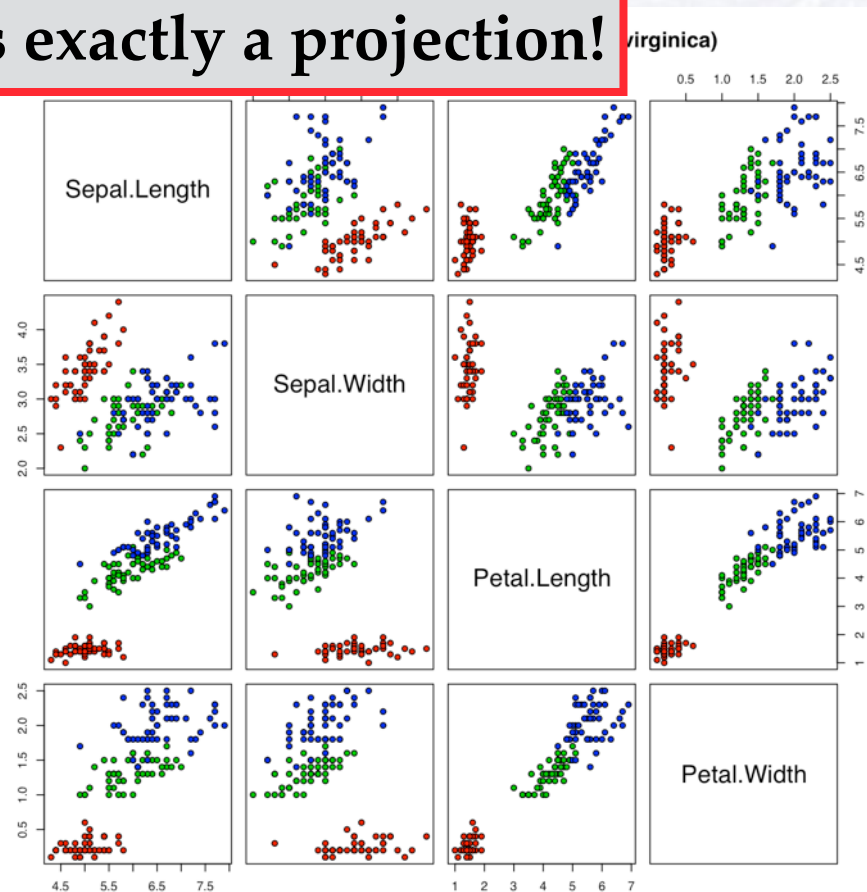 s exactly a projection!
virginica)
0.5 1.0 1.5 2.0 2.5
Sepal.Length
4.5 5.5 6.5 7.5
2.0 2.5 3.0 3.5 4.0
Sepal.Width
Petal.Length
1 2 3 4 5 6 7
0.5 1.0 1.5 2.0 2.5
Petal.Width
4.5 5.5 6.5 7.5
1 2 3 4 5 6 7